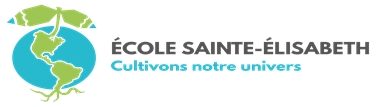 ÉCOLE SAINTE-ÉLISABETH
Cultivons notre univers